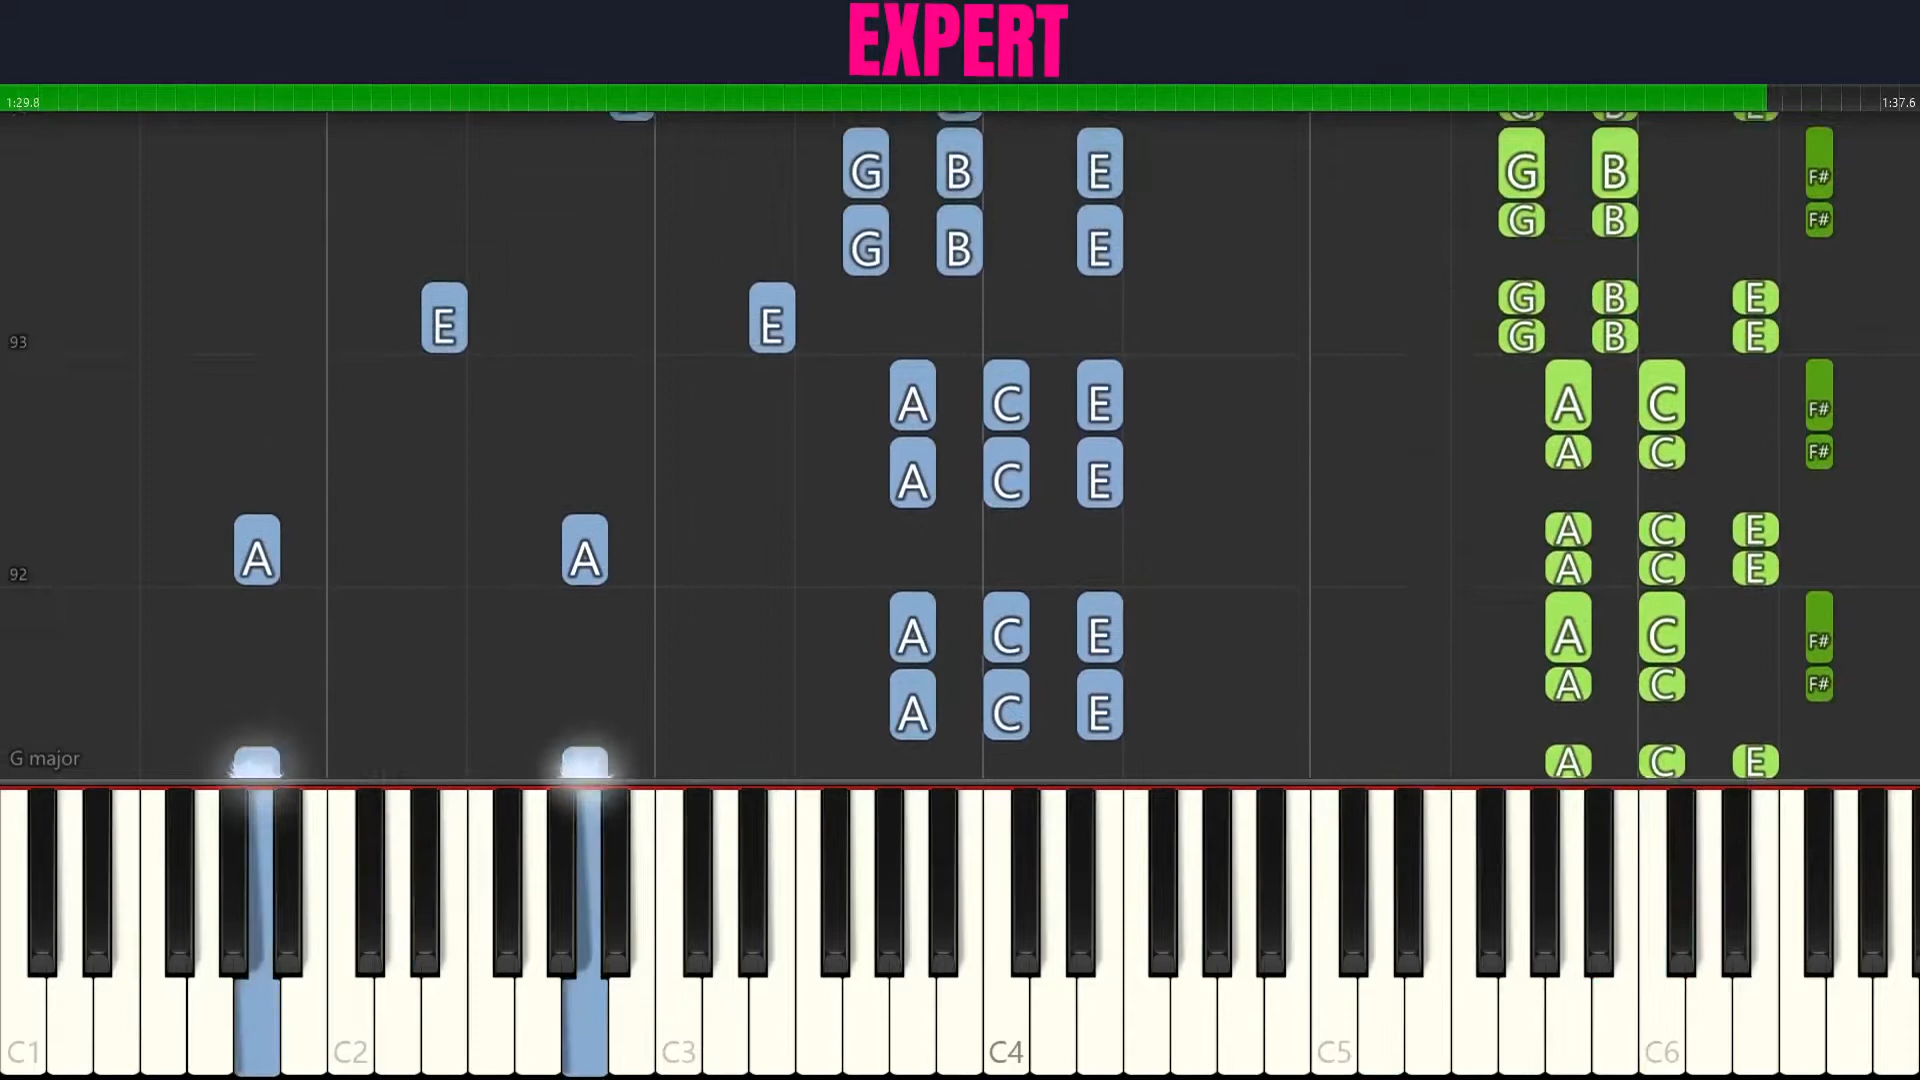 EXPERT
1:29.8 1:37.6
G B E G B F#
G B E G B F#
E E G B E
93 G B E
A C E A C F#
A C E A C F#
A A A C E
92 A C E
A C E A C F#
A C E A C F#
G major A C E
C1 C2 C3 C4 C5 C6